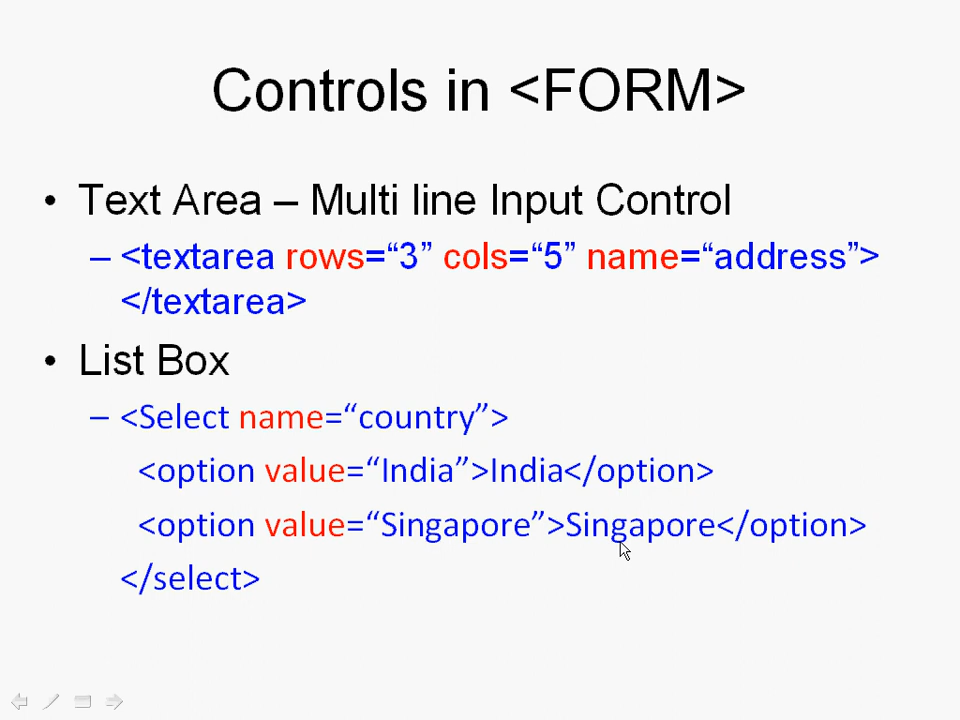 Controls in <FORM>
• Text Area – Multi line Input Control
– <textarea rows=“3” cols=“5” name=“address”>
</textarea>
• List Box
– <Select name=“country”>
<option value=“India”>India</option>
<option value=“Singapore”>Singapore</option>
</select>